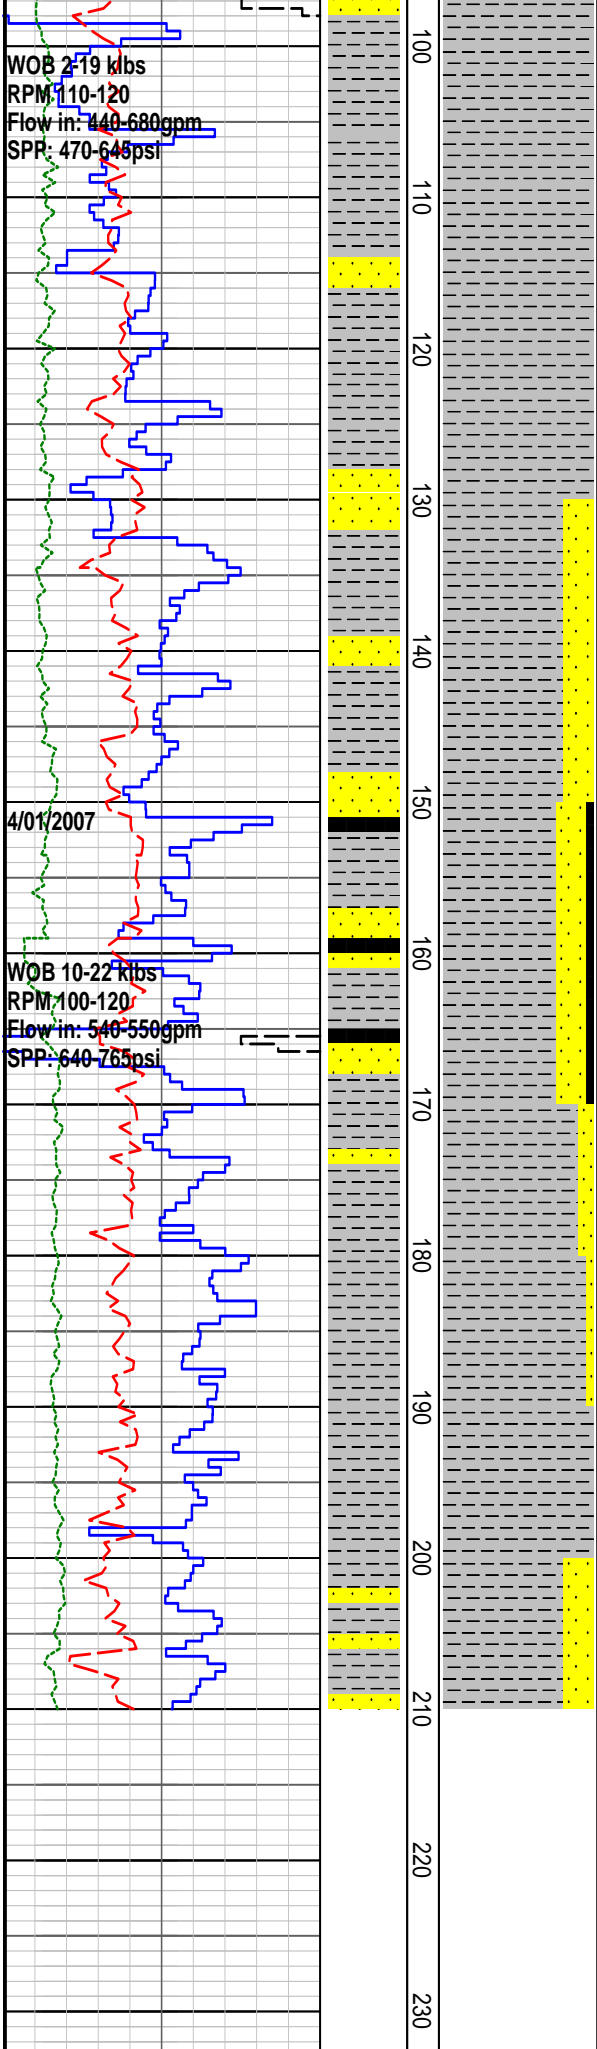 100
WOB 2-19 klbs
RPM 110-120
Flow in: 440-680gpm
SPP: 470-645psi
110
120
130
140
150
4/01/2007
160
WOB 10-22 klbs
RPM 100-120
Flow in: 540-550gpm
SPP: 640-765psi
170
180
190
200
210
220
230